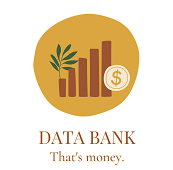 $
DATA BANK
That's money.